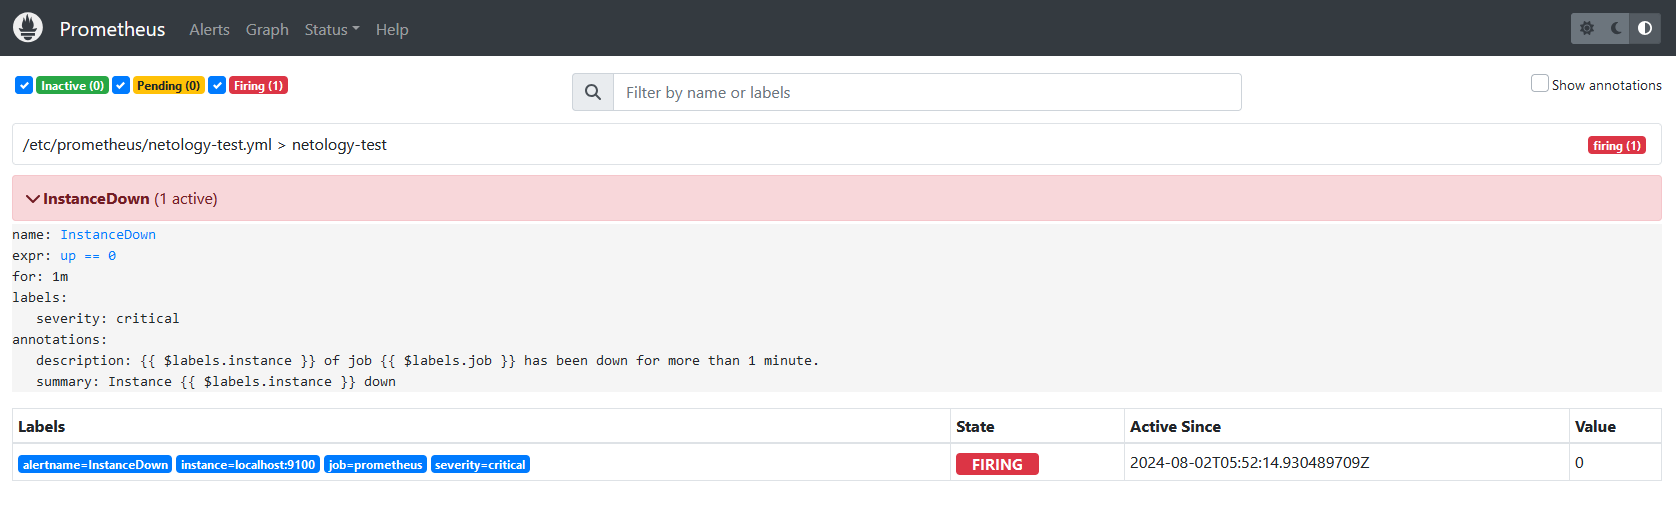 Prometheus Alerts Graph Status Help
Inactive (0) Pending (0) Firing (1) Filter by name or labels Show annotations
/etc/prometheus/netology-test.yml > netology-test firing (1)
InstanceDown (1 active)
name: InstanceDown
expr: up == 0
for: 1m
labels:
   severity: critical
annotations:
   description: {{ $labels.instance }} of job {{ $labels.job }} has been down for more than 1 minute.
   summary: Instance {{ $labels.instance }} down
Labels State Active Since Value
alertname=InstanceDown instance=localhost:9100 job=prometheus severity=critical FIRING 2024-08-02T05:52:14.930489709Z 0